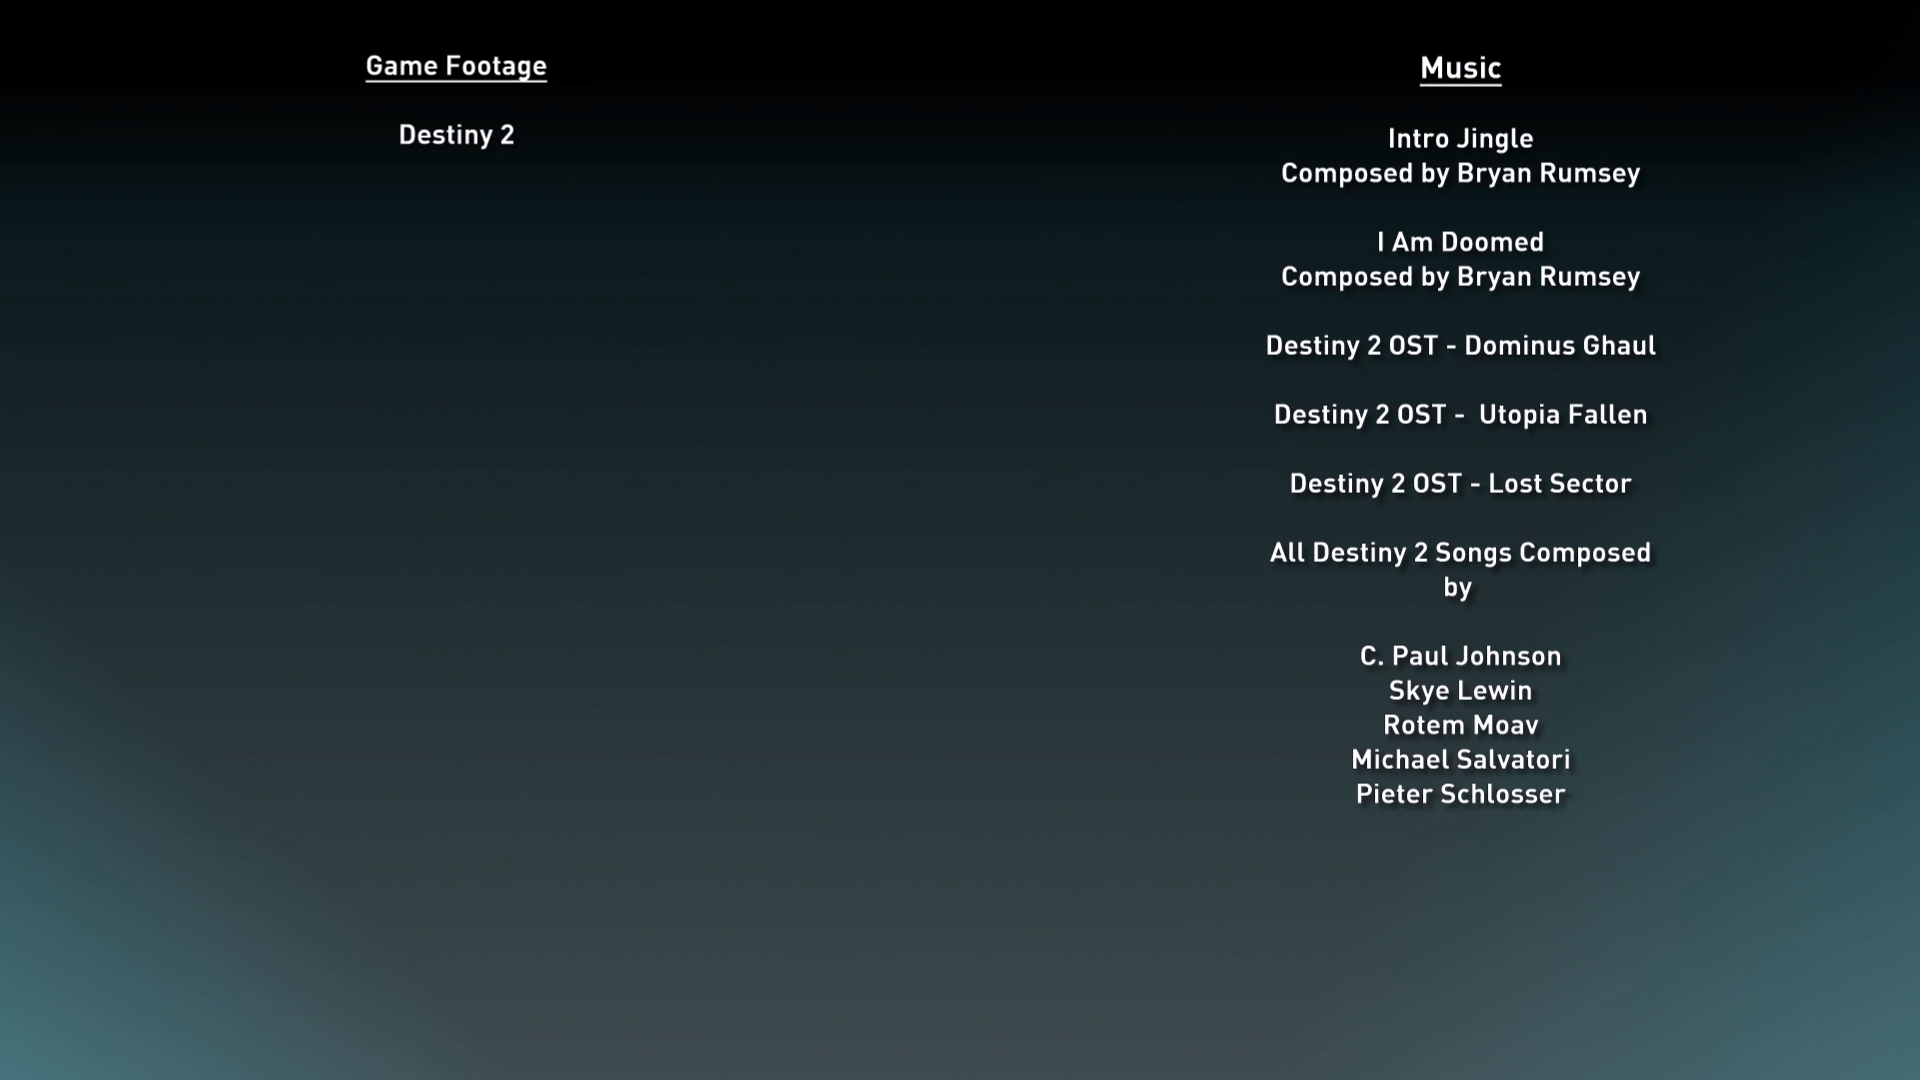 Game Footage
Destiny 2
Music
Intro Jingle
Composed by Bryan Rumsey
I Am Doomed
Composed by Bryan Rumsey
Destiny 2 OST - Dominus Ghaul
Destiny 2 OST -  Utopia Fallen
Destiny 2 OST - Lost Sector
All Destiny 2 Songs Composed
by
C. Paul Johnson
Skye Lewin
Rotem Moav
Michael Salvatori
Pieter Schlosser